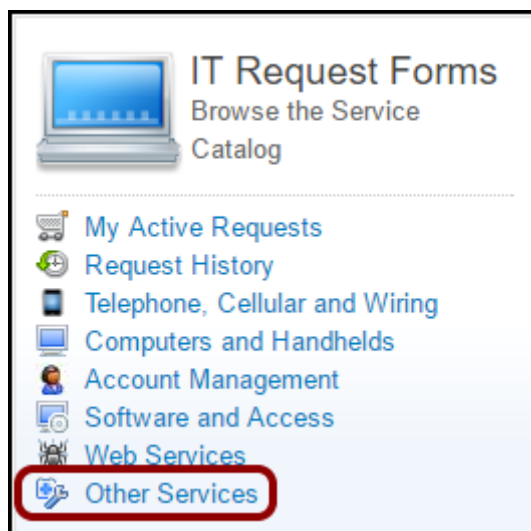 IT Request Forms
Browse the Service
Catalog
My Active Requests
Request History
Telephone, Cellular and Wiring
Computers and Handhelds
Account Management
Software and Access
Web Services
Other Services